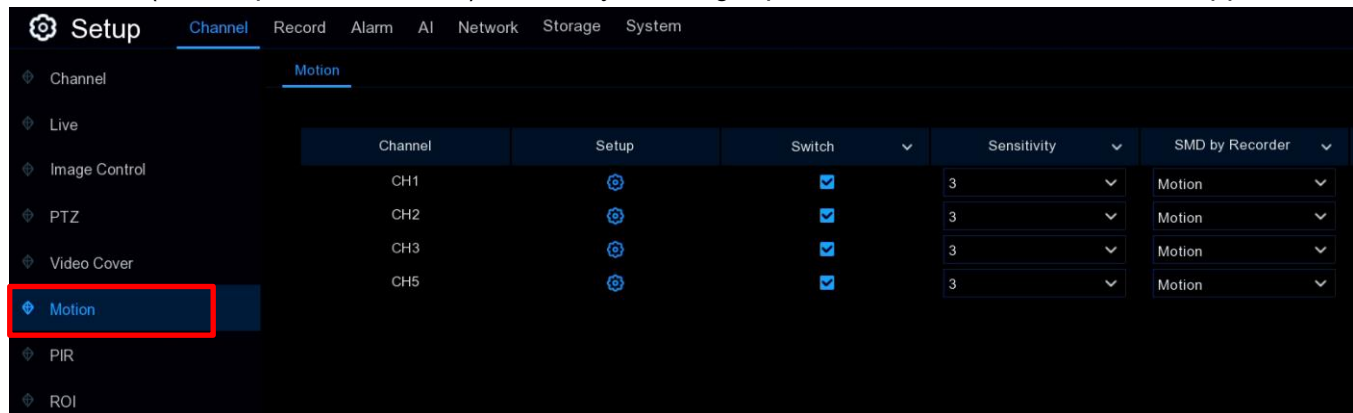 Setup Channel Record Alarm AI Network Storage System
Channel
Live
Image Control
PTZ
Video Cover
Motion
PIR
ROI
Motion
Channel Setup Switch Sensitivity SMD by Recorder
CH1 3 Motion
CH2 3 Motion
CH3 3 Motion
CH5 3 Motion